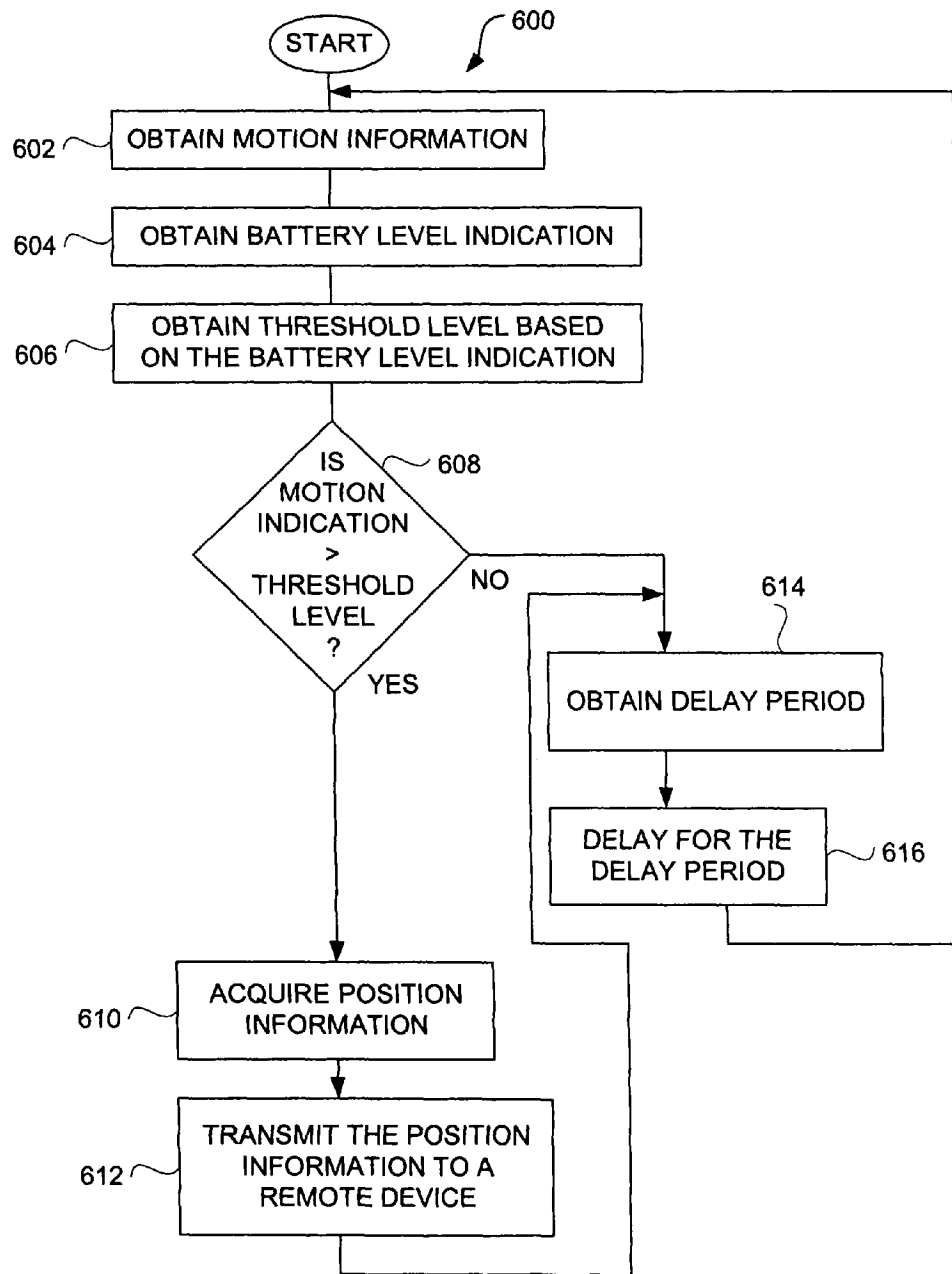 START
600
602
OBTAIN MOTION INFORMATION
604
OBTAIN BATTERY LEVEL INDICATION
606
OBTAIN THRESHOLD LEVEL BASED
ON THE BATTERY LEVEL INDICATION
608
IS
MOTION
INDICATION
>
THRESHOLD
LEVEL
?
NO
YES
614
OBTAIN DELAY PERIOD
DELAY FOR THE
DELAY PERIOD
616
610
ACQUIRE POSITION
INFORMATION
612
TRANSMIT THE POSITION
INFORMATION TO A
REMOTE DEVICE